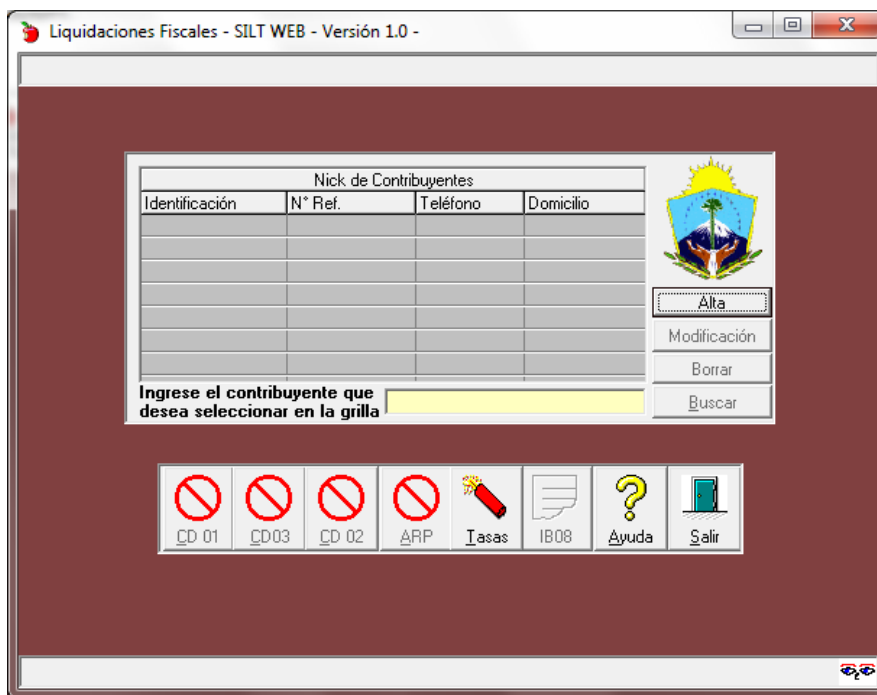 Liquidaciones Fiscales - SILT WEB - Versión 1.0 -
Nick de Contribuyentes
Identificación N° Ref. Teléfono Domicilio
Alta
Modificación
Borrar
Buscar
Ingrese el contribuyente que
desea seleccionar en la grilla
CD 01 CD03 CD 02 ARP Tasas IB08 Ayuda Salir